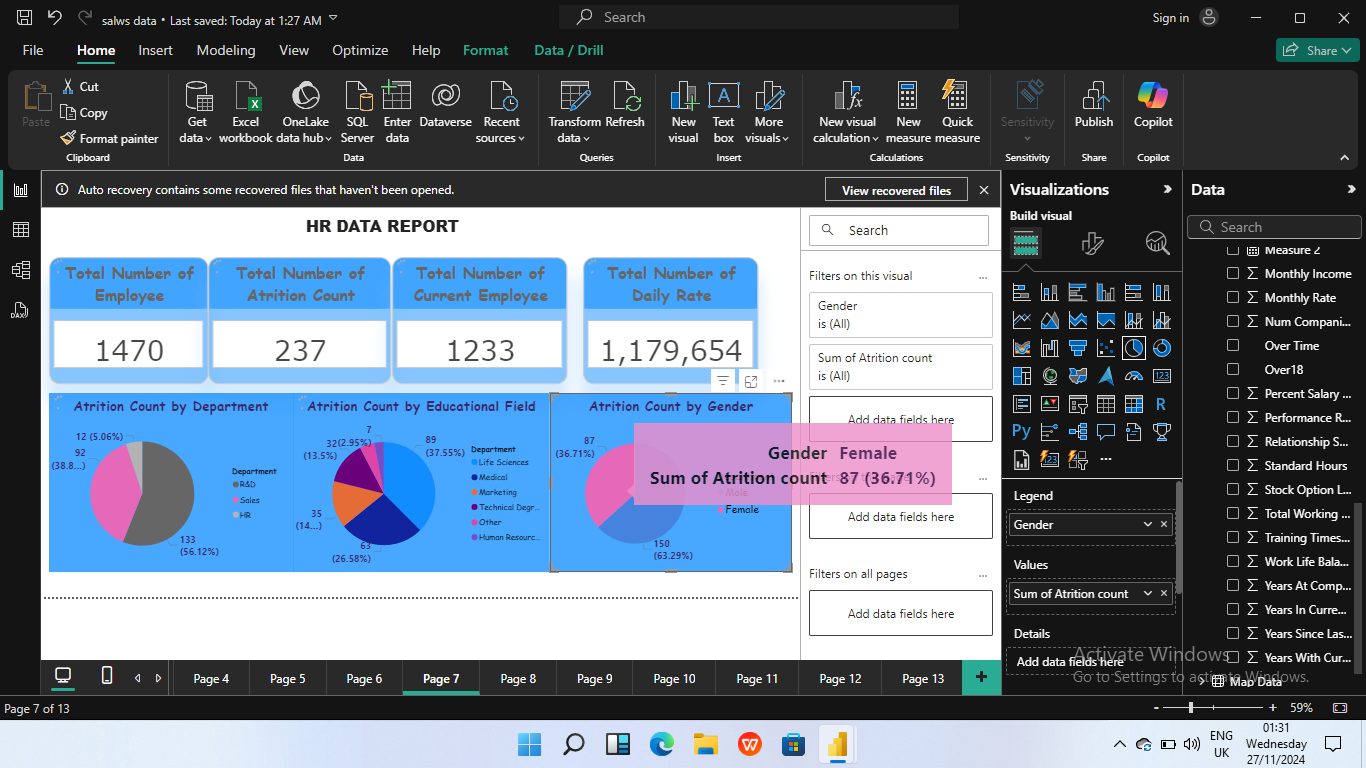 salws data • Last saved: Today at 1:27 AM
Search
Sign in
File
Home
Insert
Modeling
View
Optimize
Help
Format
Data / Drill
Share
Paste
Cut
Copy
Format painter
Clipboard
Get data
Excel workbook
OneLake data hub
SQL Server
Enter data
Dataverse
Recent sources
Data
Transform data
Refresh
Queries
New visual
Text box
More visuals
Insert
New visual calculation
New measure
Quick measure
Calculations
Sensitivity
Sensitivity
Publish
Share
Copilot
Copilot
Auto recovery contains some recovered files that haven't been opened.
View recovered files
HR DATA REPORT
Total Number of
Employee
1470
Total Number of
Atrition Count
237
Total Number of
Current Employee
1233
Total Number of
Daily Rate
1,179,654
Atrition Count by Department
12 (5.06%)
92
(38.8...)
133
(56.12%)
Department
R&D
Sales
HR
Atrition Count by Educational Field
7
(2.95%)
32
(13.5%)
89
(37.55%)
35
(14....)
63
(26.58%)
Department
Life Sciences
Medical
Marketing
Technical Degr...
Other
Human Resourc...
Atrition Count by Gender
87
(36.71%)
150
(63.29%)
Male
Female
Gender Female
Sum of Atrition count 87 (36.71%)
Search
Filters on this visual
Gender
is (All)
Sum of Atrition count
is (All)
Add data fields here
Add data fields here
Filters on all pages
Add data fields here
Visualizations
Build visual
Legend
Gender
Values
Sum of Atrition count
Details
Add data fields here
Data
Search
Measure 2
Monthly Income
Monthly Rate
Num Compani...
Over Time
Over18
Percent Salary ...
Performance R...
Relationship S...
Standard Hours
Stock Option L...
Total Working ...
Training Times...
Work Life Bala...
Years At Comp...
Years In Curre...
Years Since Las...
Years With Cur...
Map Data
Activate Windows
Go to Settings to activate Windows.
Page 4
Page 5
Page 6
Page 7
Page 8
Page 9
Page 10
Page 11
Page 12
Page 13
Page 7 of 13
59%
ENG
UK
01:31
Wednesday
27/11/2024